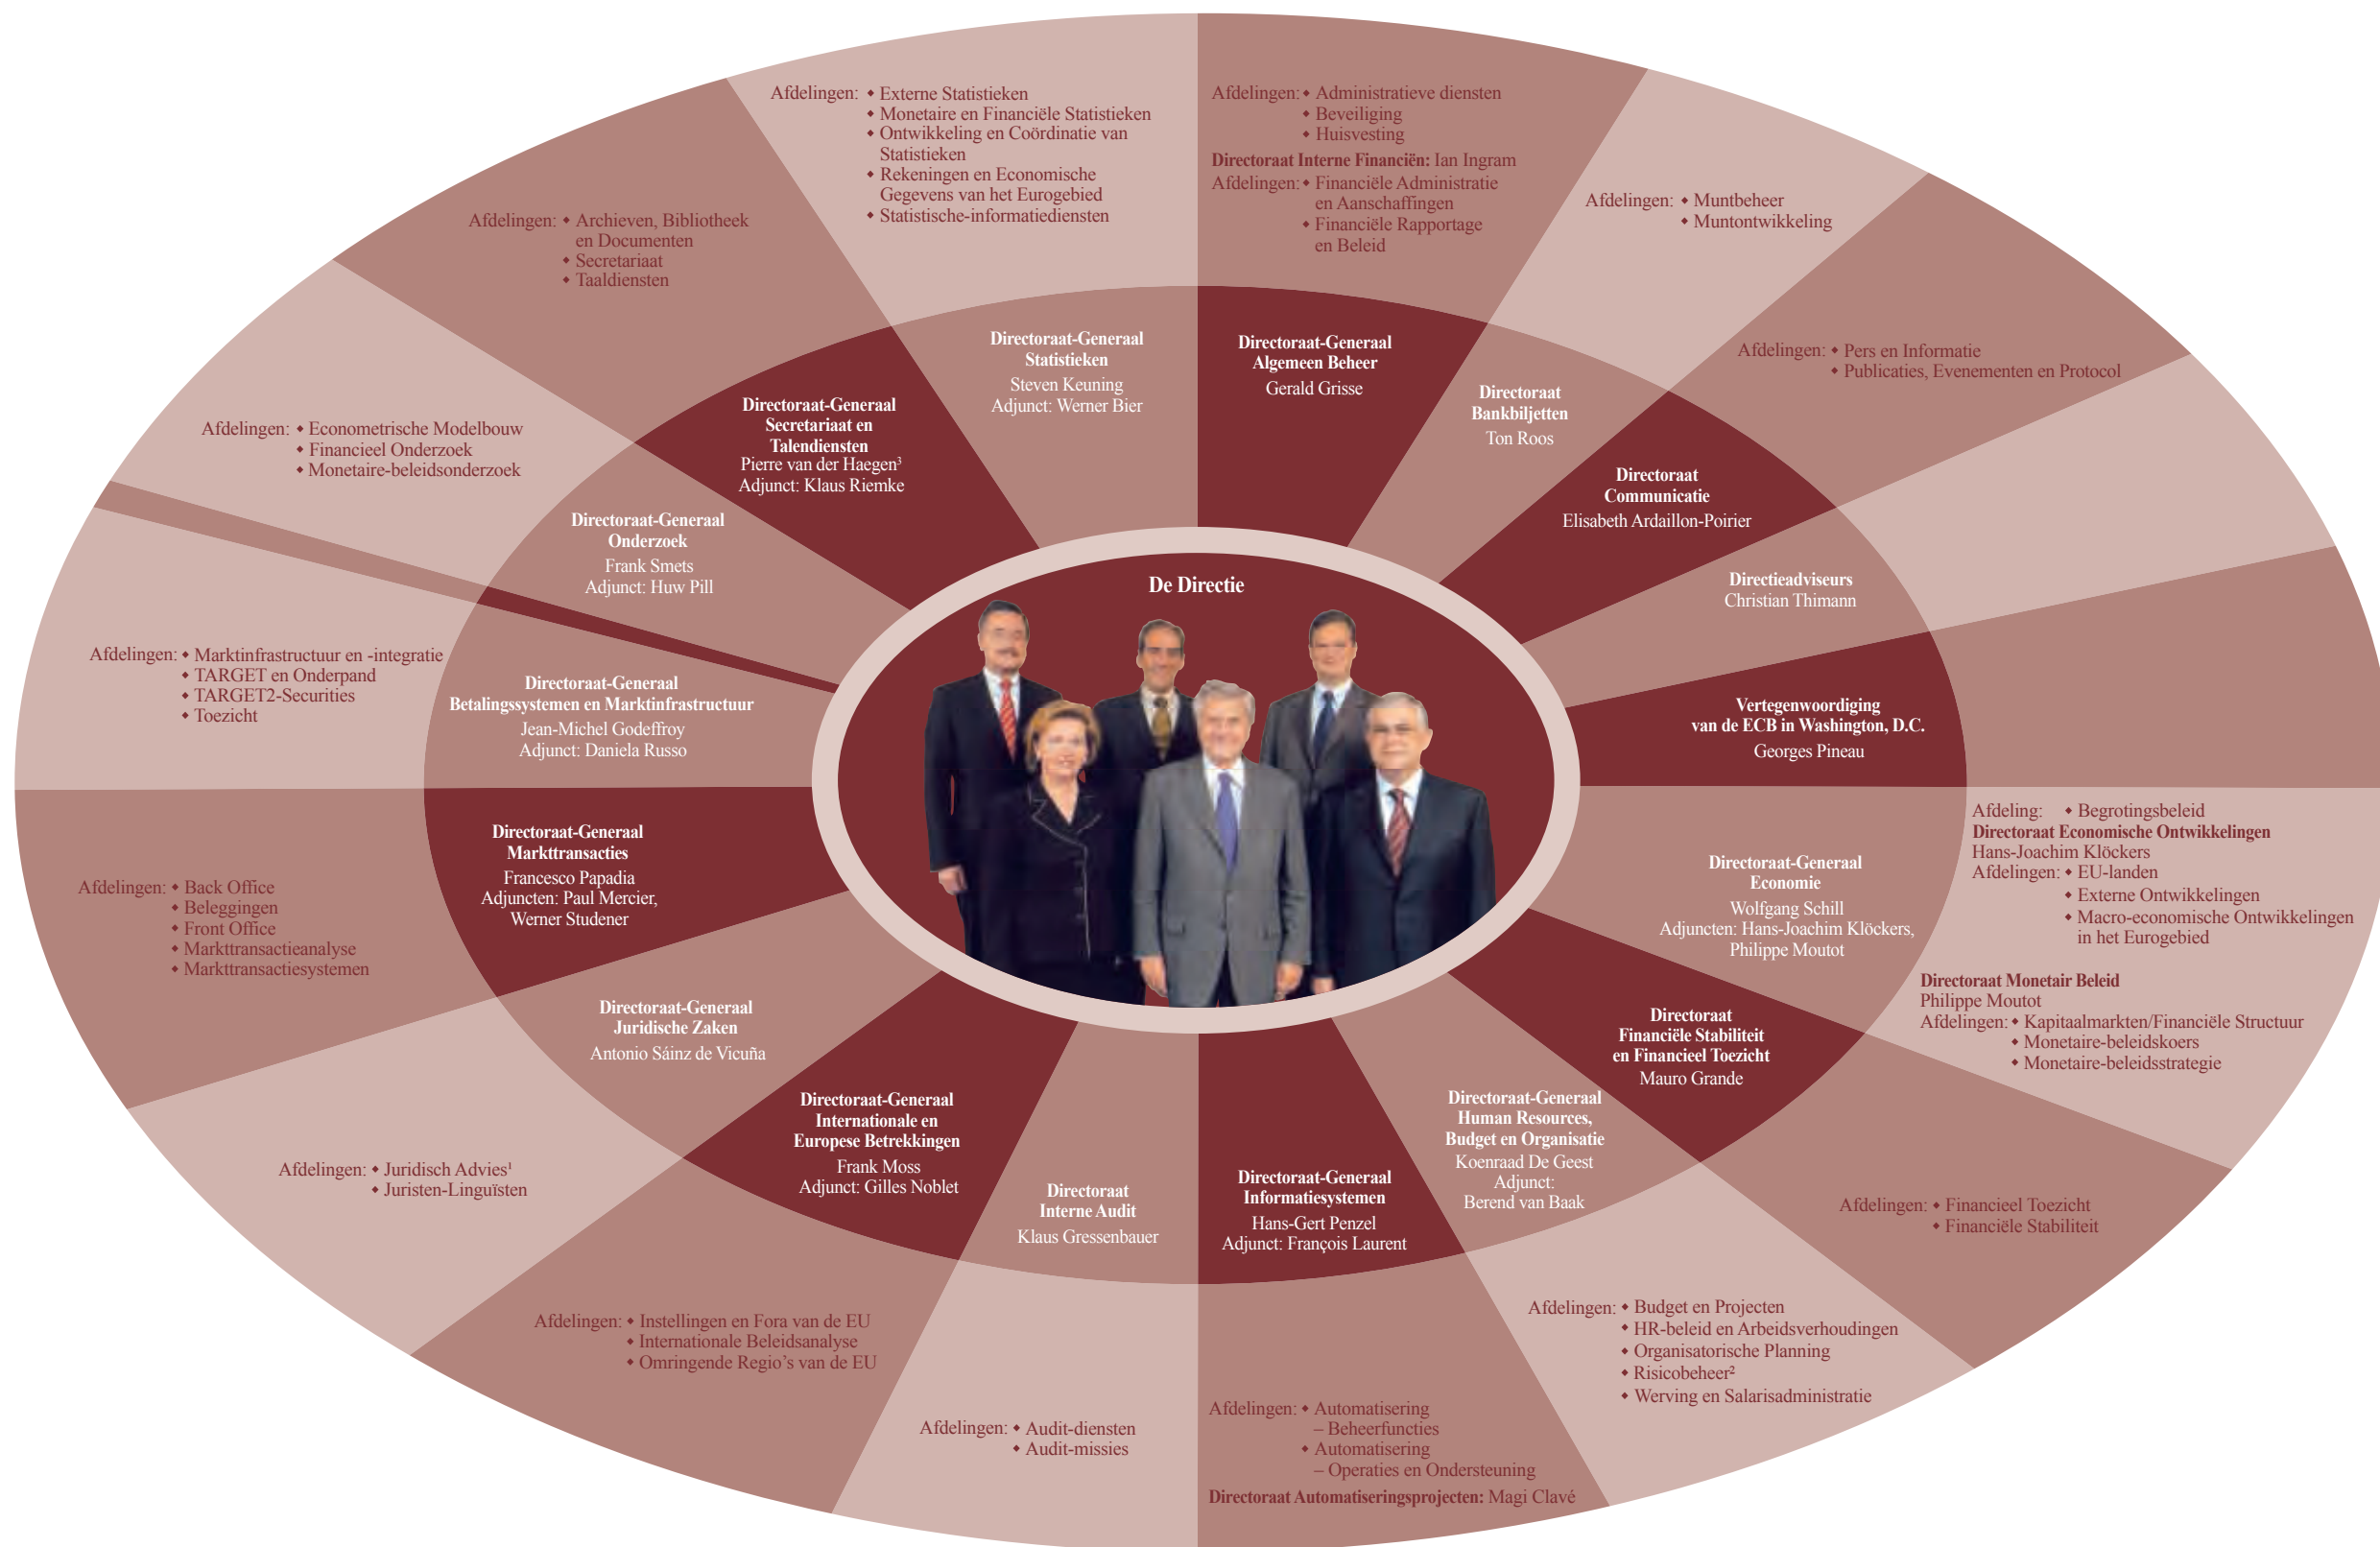 De Directie
Afdelingen: ◆ Administratieve diensten
◆ Beveiliging
◆ Huisvesting
Directoraat Interne Financiën: Ian Ingram
Afdelingen: ◆ Financiële Administratie
en Aanschaffingen
◆ Financiële Rapportage
en Beleid
Directoraat-Generaal
Algemeen Beheer
Gerald Grisse
Afdelingen: ◆ Muntbeheer
◆ Muntontwikkeling
Directoraat
Bankbiljetten
Ton Roos
Afdelingen: ◆ Pers en Informatie
◆ Publicaties, Evenementen en Protocol
Directoraat
Communicatie
Elisabeth Ardaillon-Poirier
Directieadviseurs
Christian Thimann
Vertegenwoordiging
van de ECB in Washington, D.C.
Georges Pineau
Directoraat-Generaal
Economie
Wolfgang Schill
Adjuncten: Hans-Joachim Klöckers,
Philippe Moutot
Afdeling: ◆ Begrotingsbeleid
Directoraat Economische Ontwikkelingen
Hans-Joachim Klöckers
Afdelingen: ◆ EU-landen
◆ Externe Ontwikkelingen
◆ Macro-economische Ontwikkelingen
in het Eurogebied
Directoraat Monetair Beleid
Philippe Moutot
Afdelingen: ◆ Kapitaalmarkten/Financiële Structuur
◆ Monetaire-beleidskoers
◆ Monetaire-beleidsstrategie
Directoraat
Financiële Stabiliteit
en Financieel Toezicht
Mauro Grande
Afdelingen: ◆ Financieel Toezicht
◆ Financiële Stabiliteit
Directoraat-Generaal
Human Resources,
Budget en Organisatie
Koenraad De Geest
Adjunct:
Berend van Baak
Afdelingen: ◆ Budget en Projecten
◆ HR-beleid en Arbeidsverhoudingen
◆ Organisatorische Planning
◆ Risicobeheer²
◆ Werving en Salarisadministratie
Directoraat-Generaal
Informatiesystemen
Hans-Gert Penzel
Adjunct: François Laurent
Afdelingen: ◆ Automatisering
– Beheerfuncties
◆ Automatisering
– Operaties en Ondersteuning
Directoraat Automatiseringsprojecten: Magi Clavé
Directoraat
Interne Audit
Klaus Gressenbauer
Afdelingen: ◆ Audit-diensten
◆ Audit-missies
Directoraat-Generaal
Internationale en
Europese Betrekkingen
Frank Moss
Adjunct: Gilles Noblet
Afdelingen: ◆ Instellingen en Fora van de EU
◆ Internationale Beleidsanalyse
◆ Omringende Regio’s van de EU
Directoraat-Generaal
Juridische Zaken
Antonio Sáinz de Vicuña
Afdelingen: ◆ Juridisch Advies¹
◆ Juristen-Linguïsten
Directoraat-Generaal
Markttransacties
Francesco Papadia
Adjuncten: Paul Mercier,
Werner Studener
Afdelingen: ◆ Back Office
◆ Beleggingen
◆ Front Office
◆ Markttransactieanalyse
◆ Markttransactiesystemen
Directoraat-Generaal
Betalingssystemen en Marktinfrastructuur
Jean-Michel Godeffroy
Adjunct: Daniela Russo
Afdelingen: ◆ Marktinfrastructuur en -integratie
◆ TARGET en Onderpand
◆ TARGET2-Securities
◆ Toezicht
Directoraat-Generaal
Onderzoek
Frank Smets
Adjunct: Huw Pill
Afdelingen: ◆ Econometrische Modelbouw
◆ Financieel Onderzoek
◆ Monetaire-beleidsonderzoek
Directoraat-Generaal
Secretariaat en
Talendiensten
Pierre van der Haegen³
Adjunct: Klaus Riemke
Afdelingen: ◆ Archieven, Bibliotheek
en Documenten
◆ Secretariaat
◆ Taaldiensten
Directoraat-Generaal
Statistieken
Steven Keuning
Adjunct: Werner Bier
Afdelingen: ◆ Externe Statistieken
◆ Monetaire en Financiële Statistieken
◆ Ontwikkeling en Coördinatie van
Statistieken
◆ Rekeningen en Economische
Gegevens van het Eurogebied
◆ Statistische-informatiediensten